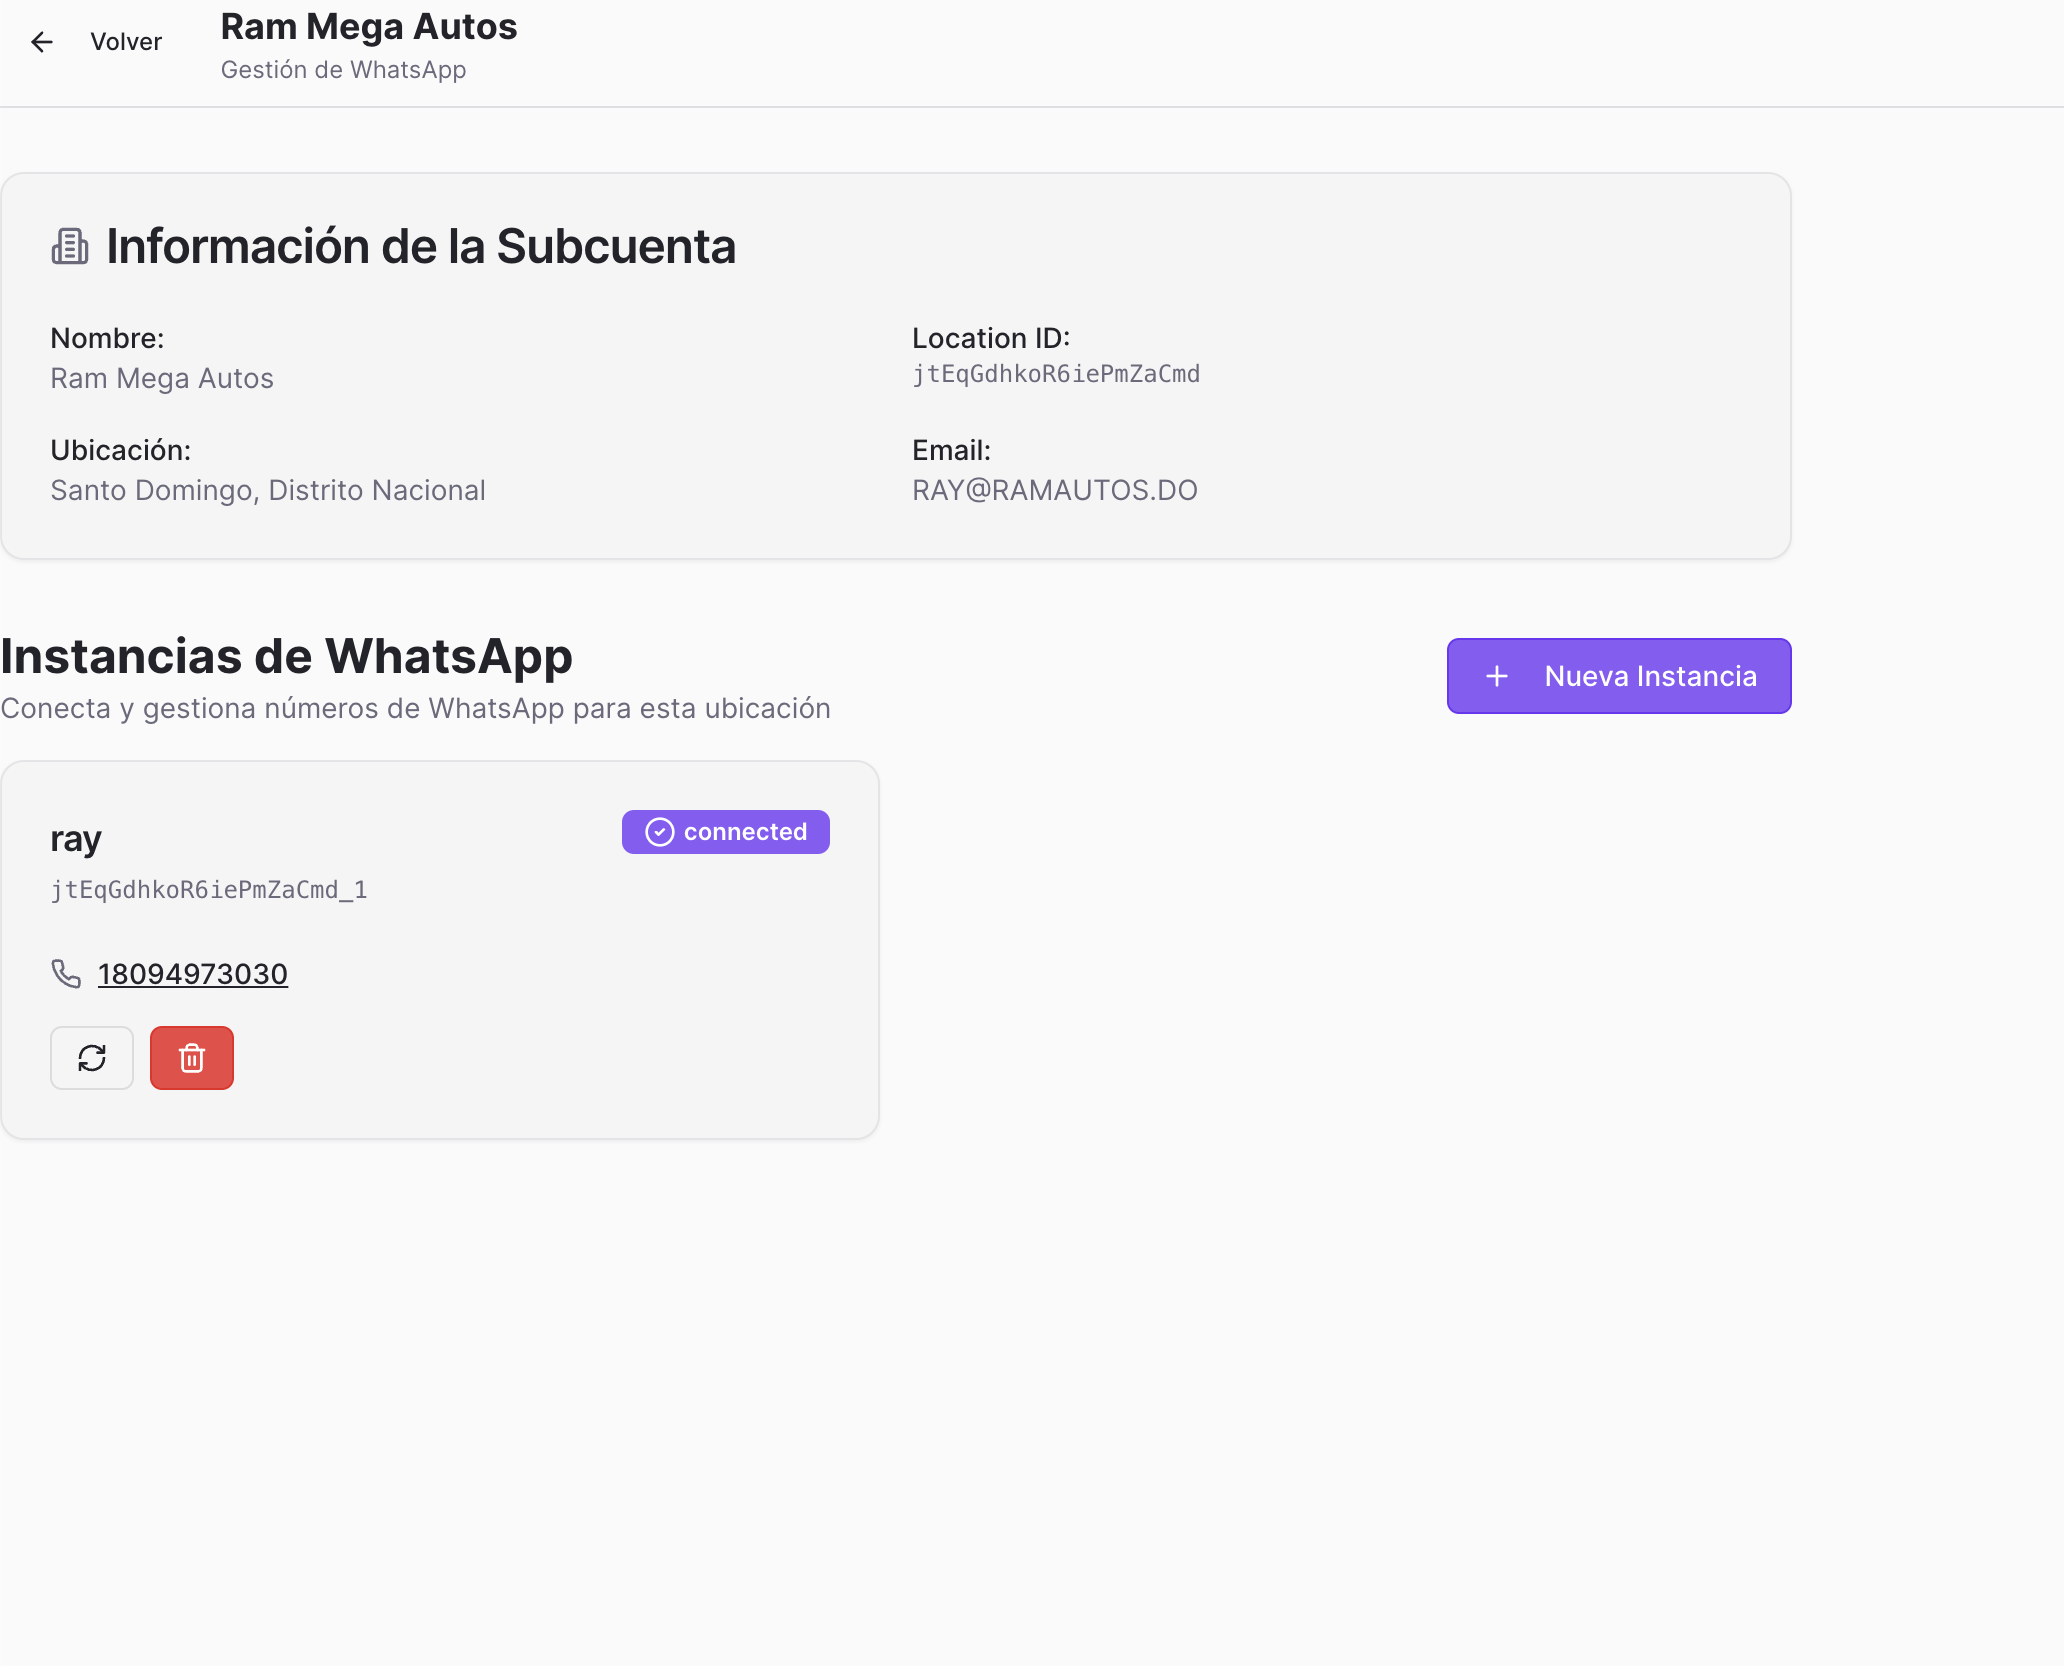 Volver
Ram Mega Autos
Gestión de WhatsApp
Información de la Subcuenta
Nombre:
Ram Mega Autos
Location ID:
jtEqGdhkoR6iePmZaCmd
Ubicación:
Santo Domingo, Distrito Nacional
Email:
RAY@RAMAUTOS.DO
Instancias de WhatsApp
Conecta y gestiona números de WhatsApp para esta ubicación
Nueva Instancia
ray
connected
jtEqGdhkoR6iePmZaCmd_1
18094973030